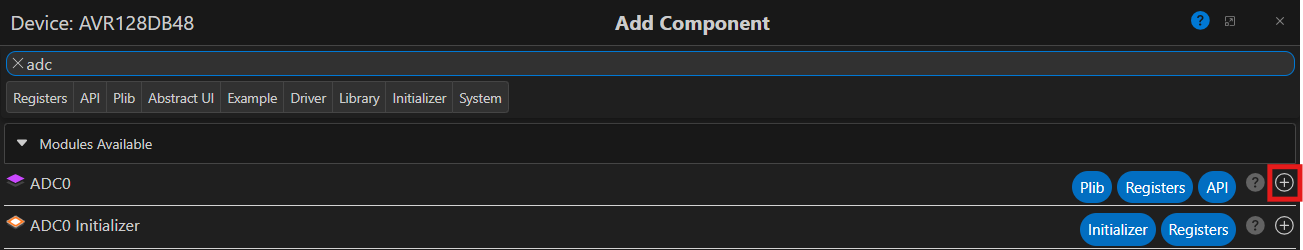 Device: AVR128DB48 Add Component ?
adc
Registers API Plib Abstract UI Example Driver Library Initializer System
Modules Available
ADC0 Plib Registers API ?
ADC0 Initializer Initializer Registers ?